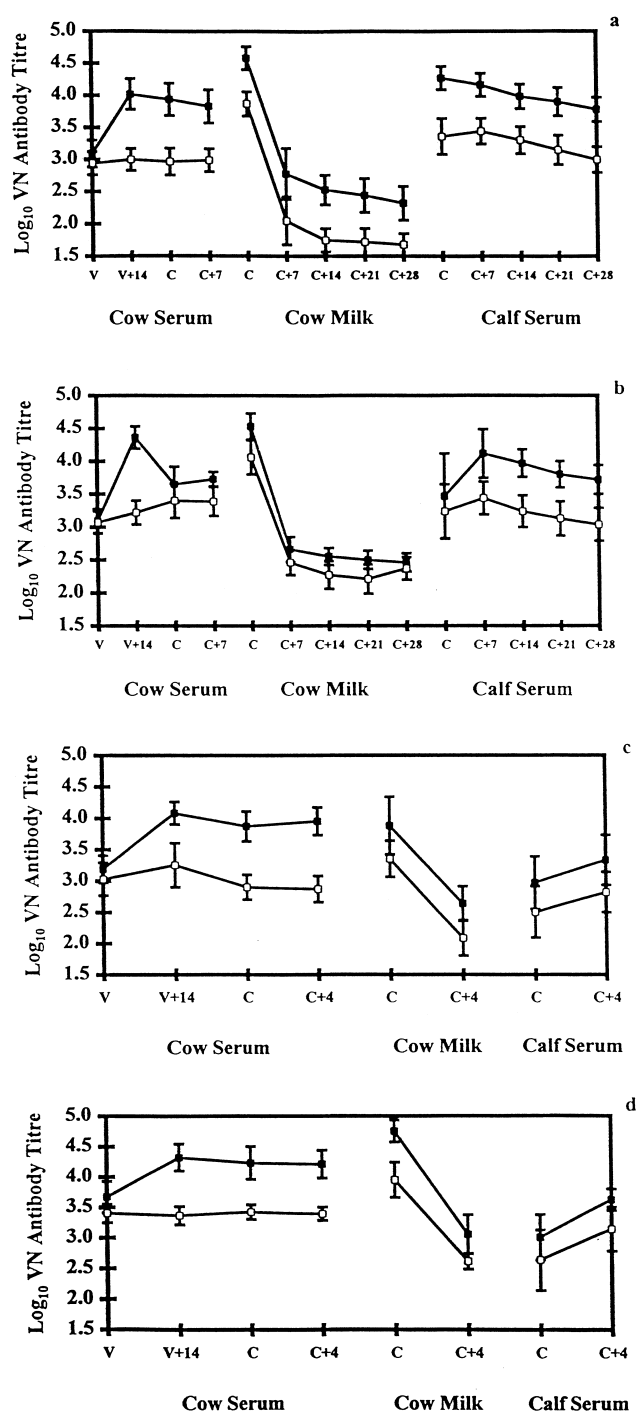 a
Log10 VN Antibody Titre
5.0
4.5
4.0
3.5
3.0
2.5
2.0
1.5
V V+14 C C+7 C C+7 C+14 C+21 C+28 C C+7 C+14 C+21 C+28
Cow Serum Cow Milk Calf Serum
b
Log10 VN Antibody Titre
5.0
4.5
4.0
3.5
3.0
2.5
2.0
1.5
V V+14 C C+7 C C+7 C+14 C+21 C+28 C C+7 C+14 C+21 C+28
Cow Serum Cow Milk Calf Serum
c
Log10 VN Antibody Titre
5.0
4.5
4.0
3.5
3.0
2.5
2.0
1.5
V V+14 C C+4 C C+4 C C+4
Cow Serum Cow Milk Calf Serum
d
Log10 VN Antibody Titre
5.0
4.5
4.0
3.5
3.0
2.5
2.0
1.5
V V+14 C C+4 C C+4 C C+4
Cow Serum Cow Milk Calf Serum